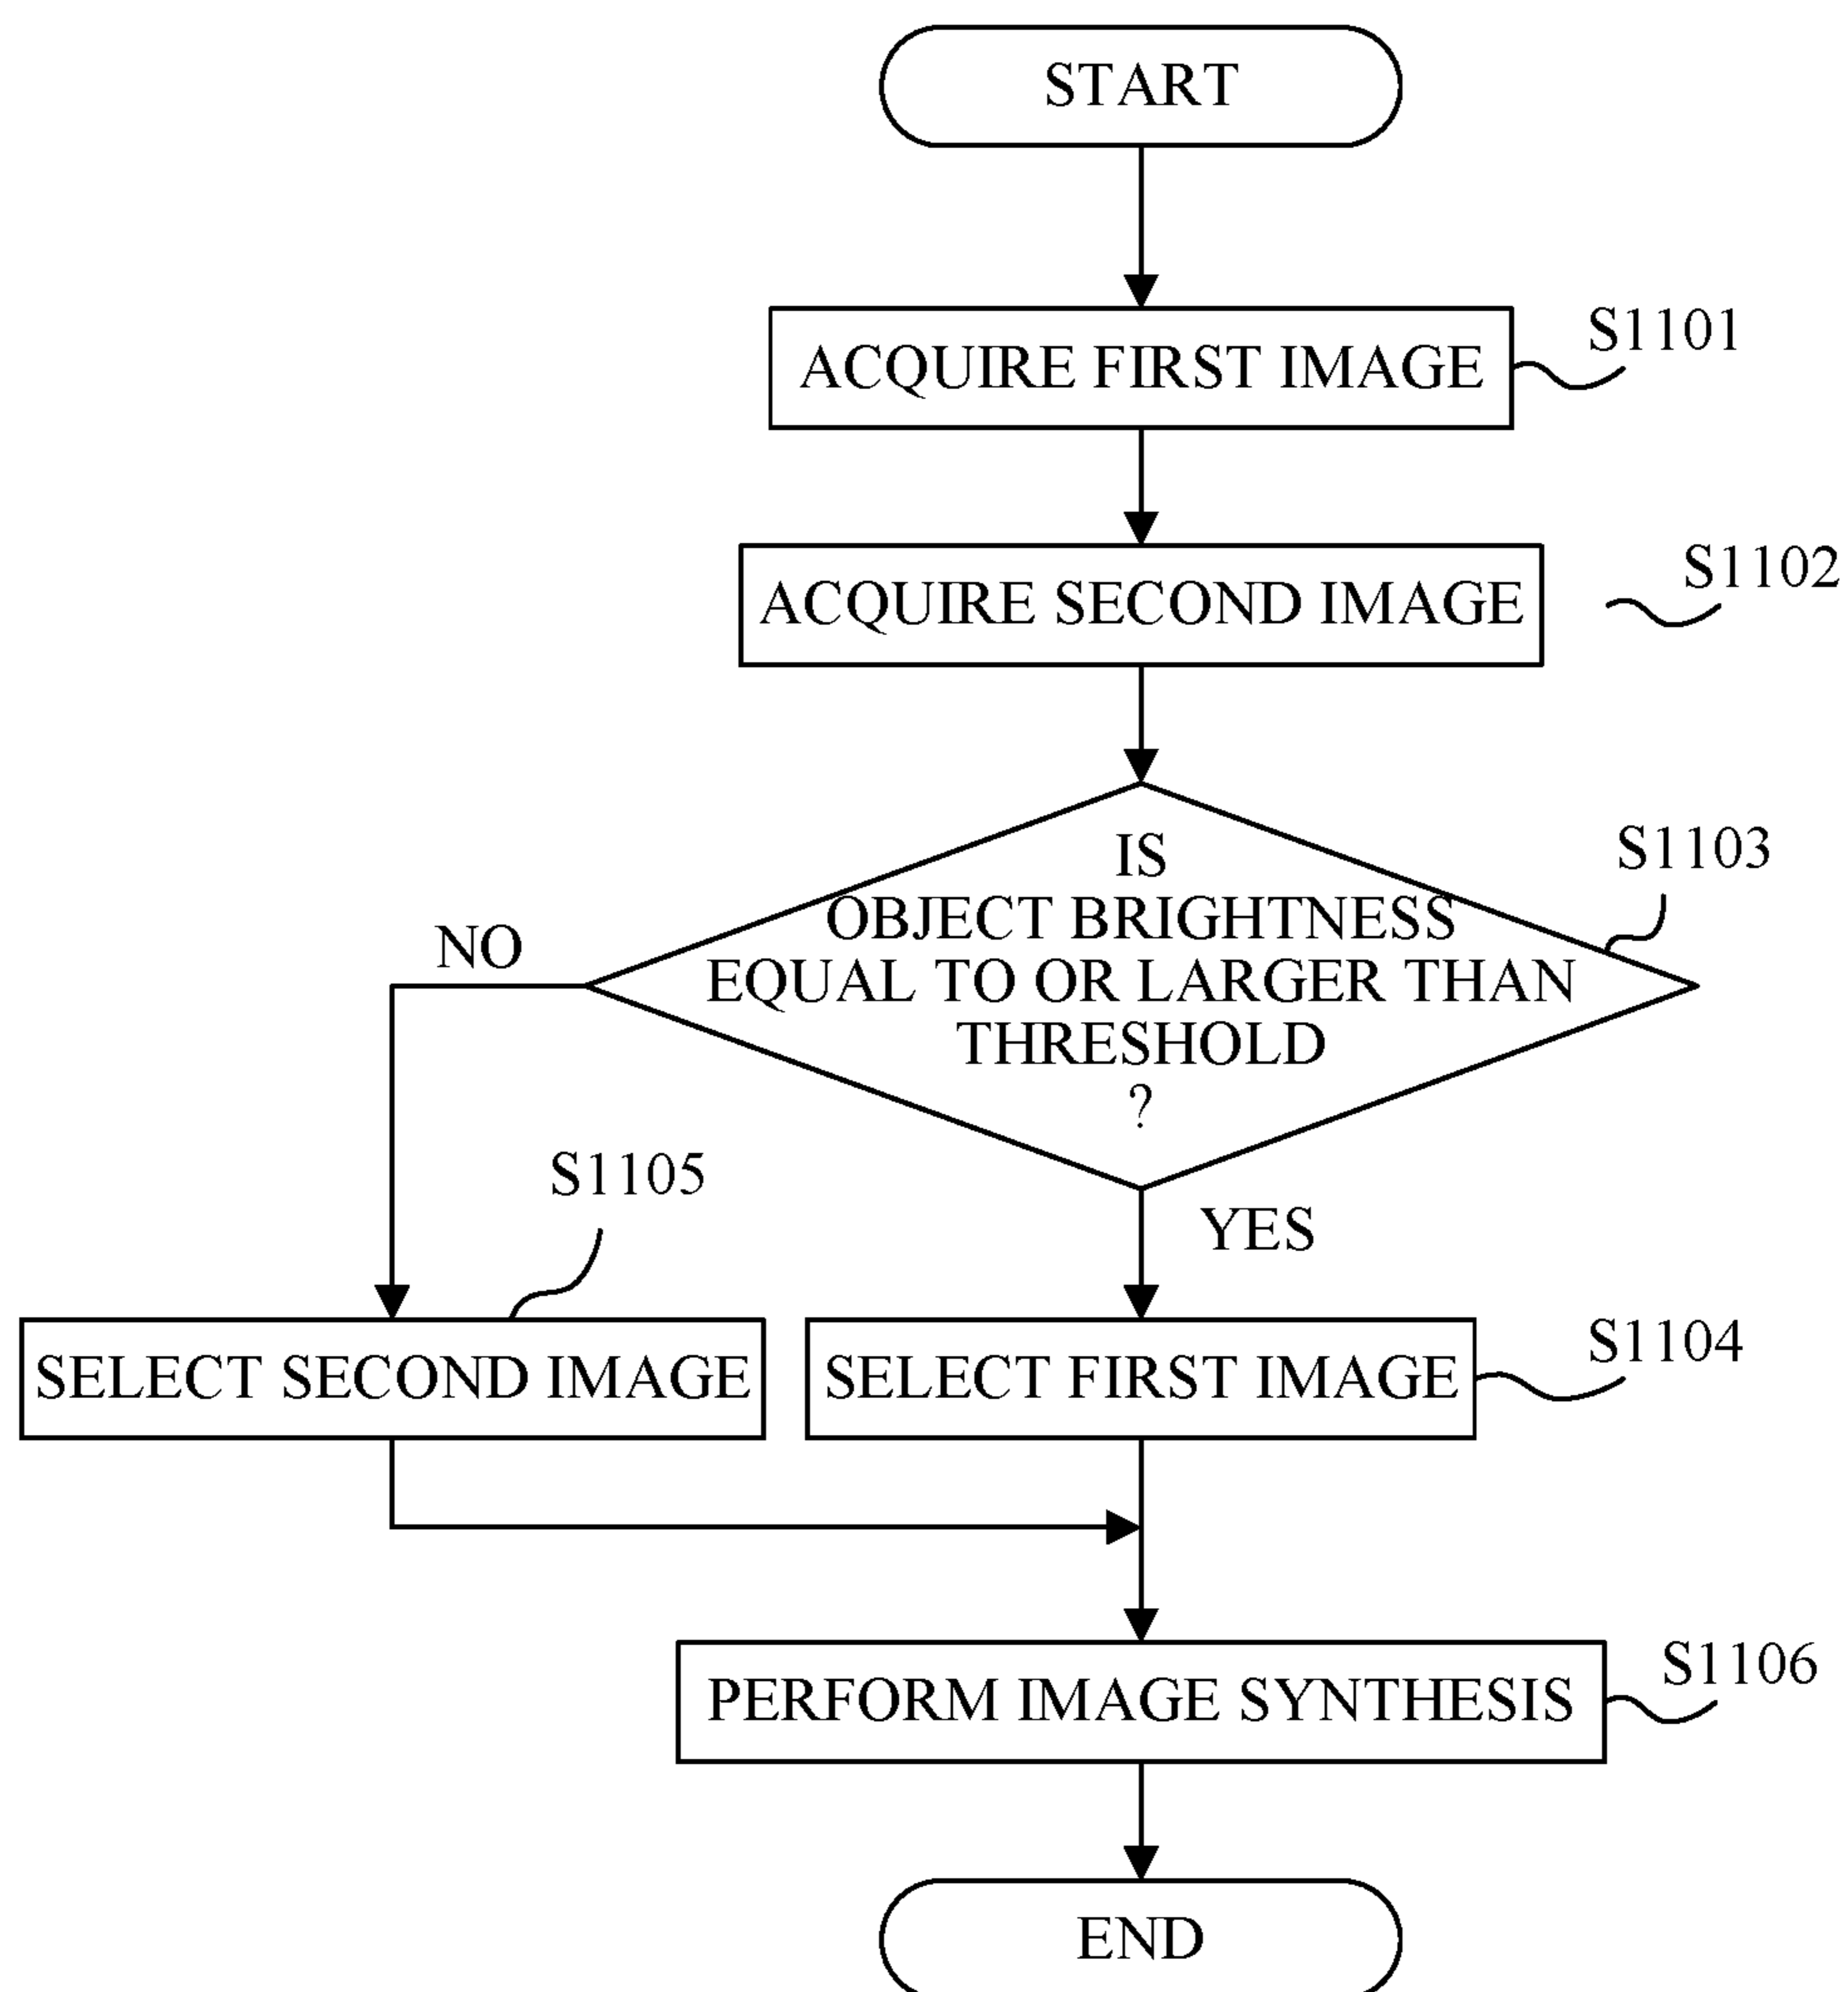 START
ACQUIRE FIRST IMAGE
S1101
ACQUIRE SECOND IMAGE
S1102
IS
OBJECT BRIGHTNESS
EQUAL TO OR LARGER THAN
THRESHOLD
?
S1103
NO
YES
S1105
SELECT SECOND IMAGE
SELECT FIRST IMAGE
S1104
PERFORM IMAGE SYNTHESIS
S1106
END